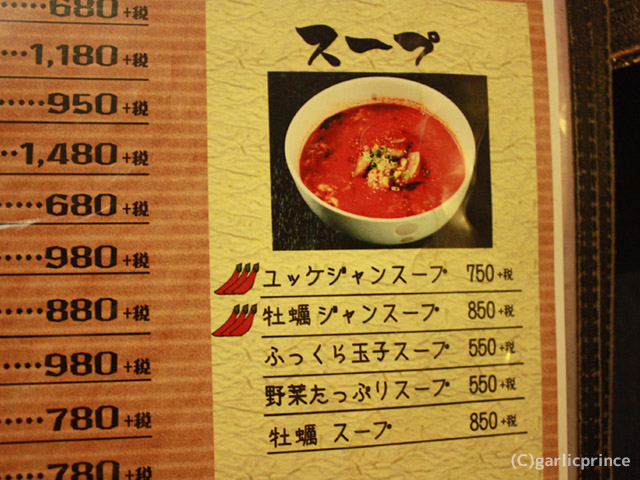 680+税
1,180+税
950+税
1,480+税
680+税
980+税
880+税
980+税
780+税
780+税
スープ
ユッケジャンスープ 750+税
牡蠣ジャンスープ 850+税
ふっくら玉子スープ 550+税
野菜たっぷりスープ 550+税
牡蠣 スープ 850+税
(C)garlicprince